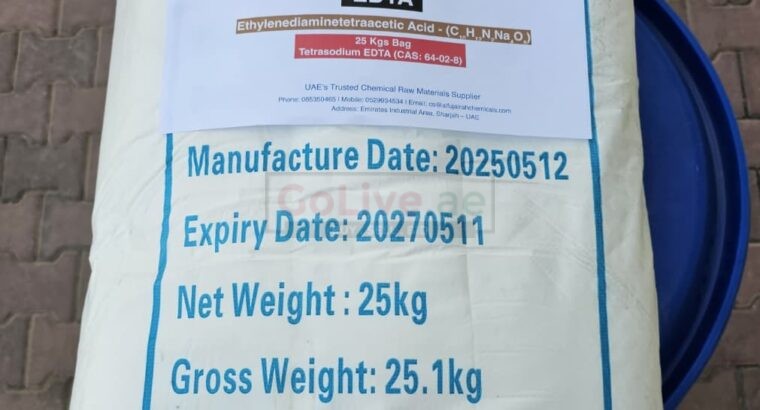 EDTA
Ethylenediaminetetraacetic Acid - (C₁₀H₁₂N₂Na₄O₈)
25 Kgs Bag
Tetrasodium EDTA (CAS: 64-02-8)
UAE's Trusted Chemical Raw Materials Supplier
Address: Emirates Industrial Area, Sharjah – UAE
Manufacture Date: 20250512
GoLive.ae
Expiry Date: 20270511
Net Weight : 25kg
Gross Weight: 25.1kg